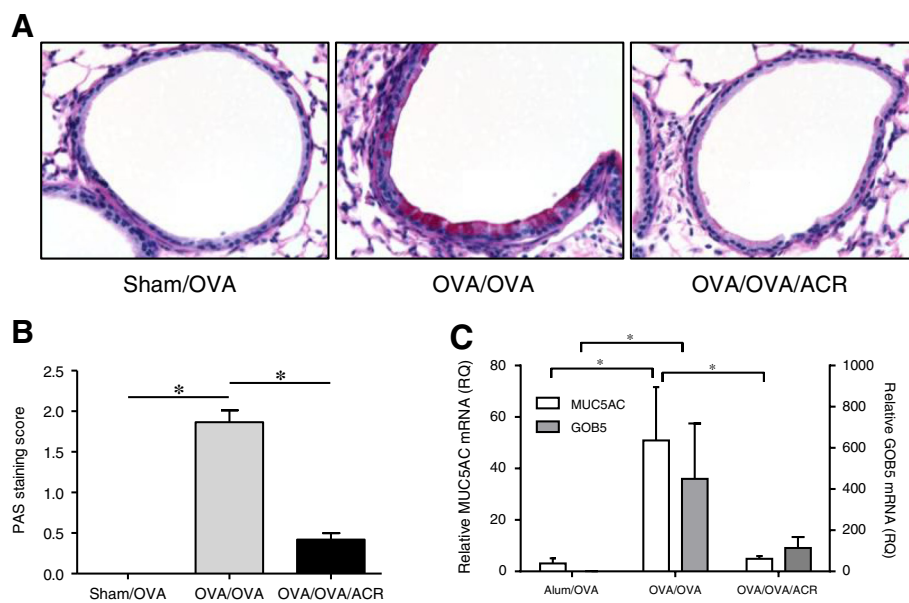 A
Sham/OVA OVA/OVA OVA/OVA/ACR
B
PAS staining score
2.5
2.0
1.5
1.0
0.5
0.0
* *
Sham/OVA OVA/OVA OVA/OVA/ACR
C
Relative MUC5AC mRNA (RQ)
80
60
40
20
0
*
* *
MUC5AC
GOB5
1000
800
600
400
200
0
Relative GOB5 mRNA (RQ)
Alum/OVA OVA/OVA OVA/OVA/ACR